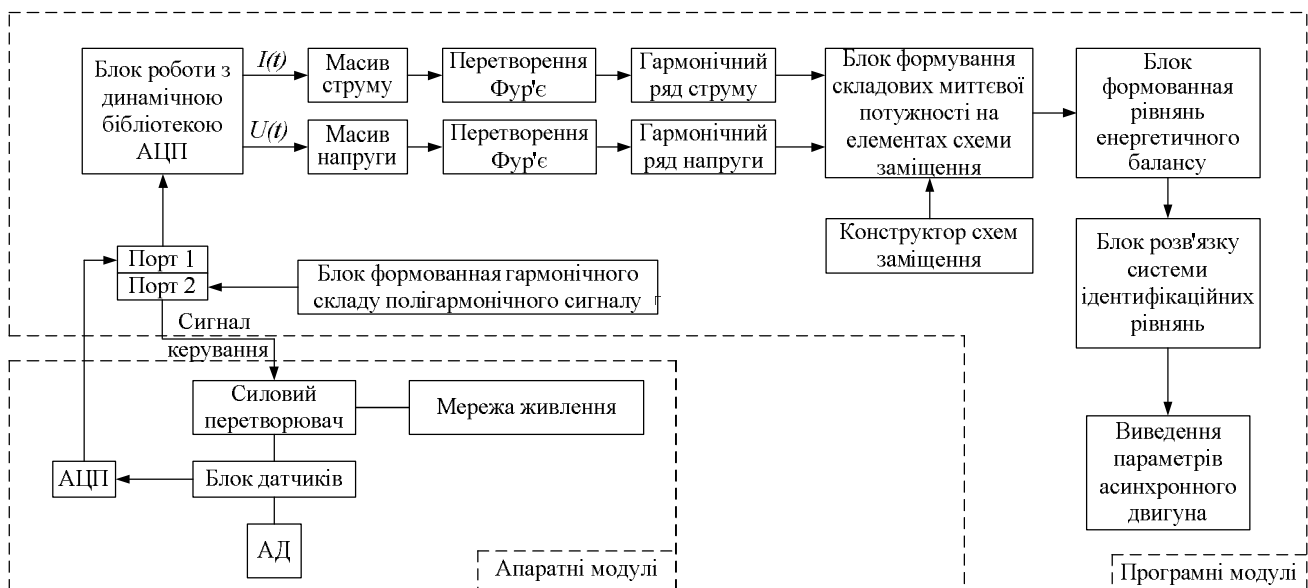 Блок роботи з
динамічною
бібліотекою
АЦП
I(t)
U(t)
Масив
струму
Масив
напруги
Перетворення
Фур'є
Перетворення
Фур'є
Гармонічний
ряд струму
Гармонічний
ряд напруги
Блок формування
складових миттєвої
потужності на
елементах схеми
заміщення
Блок
формованная
рівнянь
енергетичного
балансу
Конструктор схем
заміщення
Блок розв'язку
системи
ідентифікаційних
рівнянь
Порт 1
Порт 2
Блок формованная гармонічного
складу полігармонічного сигналу
Сигнал
керування
Силовий
перетворювач
Мережа живлення
АЦП
Блок датчиків
АД
Виведення
параметрів
асинхронного
двигуна
Апаратні модулі
Програмні модулі